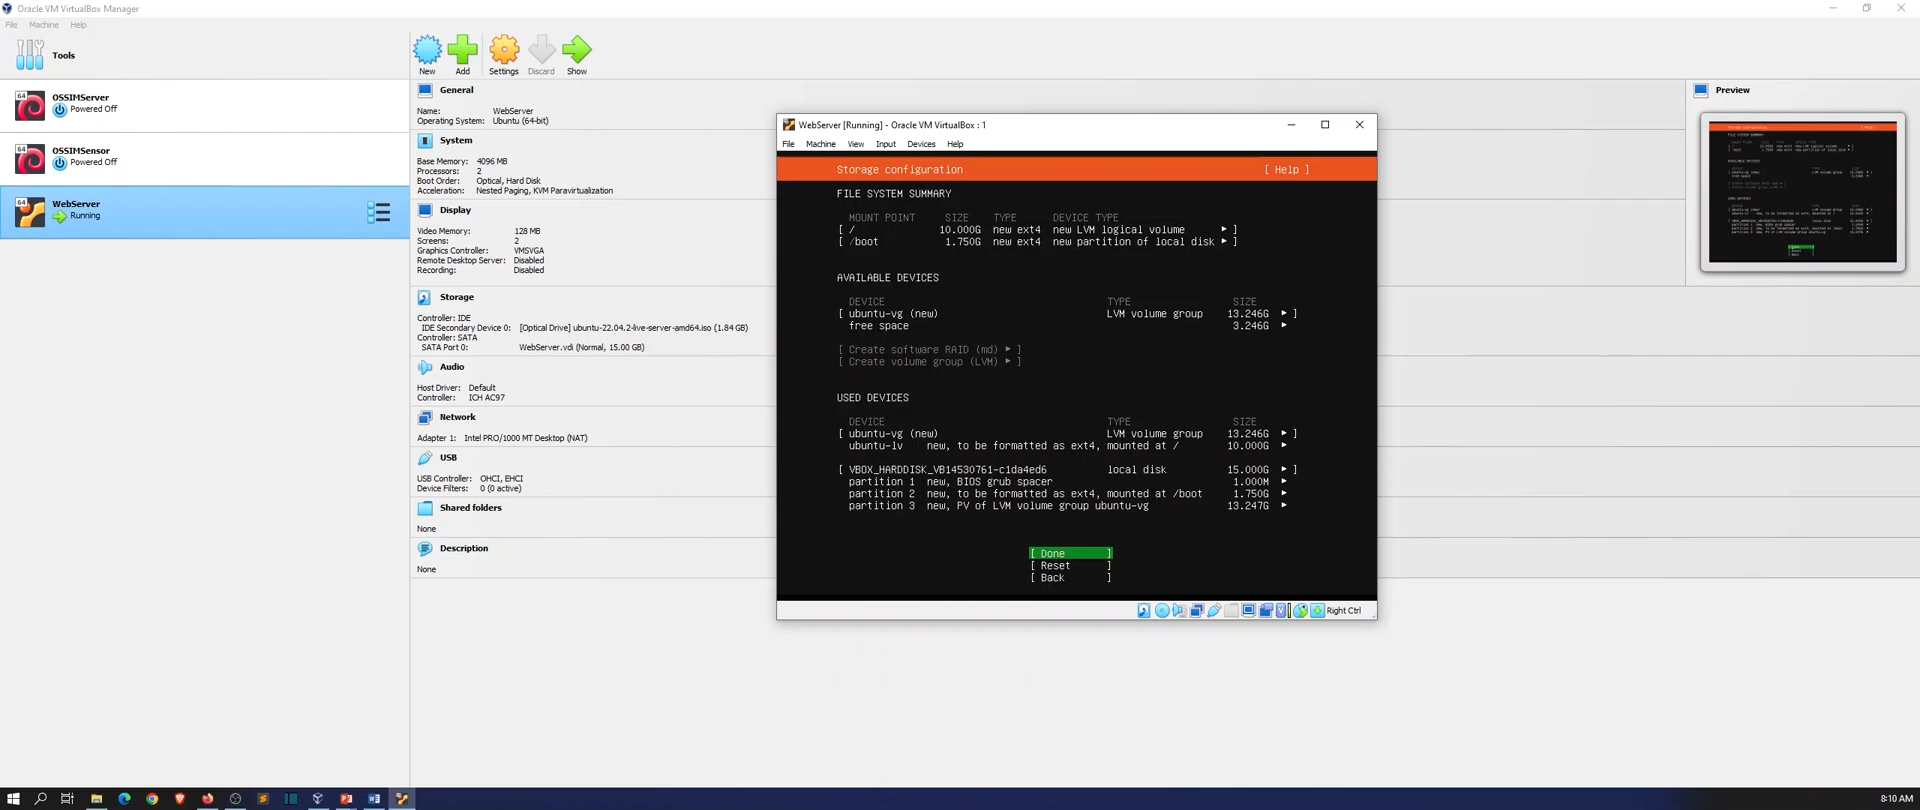 Oracle VM VirtualBox Manager
File Machine Help
Tools
New Add Settings Discard Show
64 OSSIMServer
Powered Off
64 OSSIMSensor
Powered Off
64 WebServer
Running
General
Name: WebServer
Operating System: Ubuntu (64-bit)
System
Base Memory: 4096 MB
Processors: 2
Boot Order: Optical, Hard Disk
Acceleration: Nested Paging, KVM Paravirtualization
Display
Video Memory: 128 MB
Screens: 2
Graphics Controller: VMSVGA
Remote Desktop Server: Disabled
Recording: Disabled
Storage
Controller: IDE
IDE Secondary Device 0: [Optical Drive] ubuntu-22.04.2-live-server-amd64.iso (1.84 GB)
Controller: SATA
SATA Port 0: WebServer.vdi (Normal, 15.00 GB)
Audio
Host Driver: Default
Controller: ICH AC97
Network
Adapter 1: Intel PRO/1000 MT Desktop (NAT)
USB
USB Controller: OHCI, EHCI
Device Filters: 0 (0 active)
Shared folders
None
Description
None
Preview
WebServer [Running] - Oracle VM VirtualBox : 1
File Machine View Input Devices Help
Storage configuration [ Help ]
FILE SYSTEM SUMMARY
MOUNT POINT SIZE TYPE DEVICE TYPE
[ / 10.000G new ext4 new LVM logical volume ▸ ]
[ /boot 1.750G new ext4 new partition of local disk ▸ ]
AVAILABLE DEVICES
DEVICE TYPE SIZE
[ ubuntu-vg (new) LVM volume group 13.246G ▸ ]
free space 3.246G ▸
[ Create software RAID (md) ▸ ]
[ Create volume group (LVM) ▸ ]
USED DEVICES
DEVICE TYPE SIZE
[ ubuntu-vg (new) LVM volume group 13.246G ▸ ]
ubuntu-lv new, to be formatted as ext4, mounted at / 10.000G ▸
[ VBOX_HARDDISK_VB14530761-c1da4ed6 local disk 15.000G ▸ ]
partition 1 new, BIOS grub spacer 1.000M ▸
partition 2 new, to be formatted as ext4, mounted at /boot 1.750G ▸
partition 3 new, PV of LVM volume group ubuntu-vg 13.247G ▸
[ Done ]
[ Reset ]
[ Back ]
Right Ctrl
8:10 AM